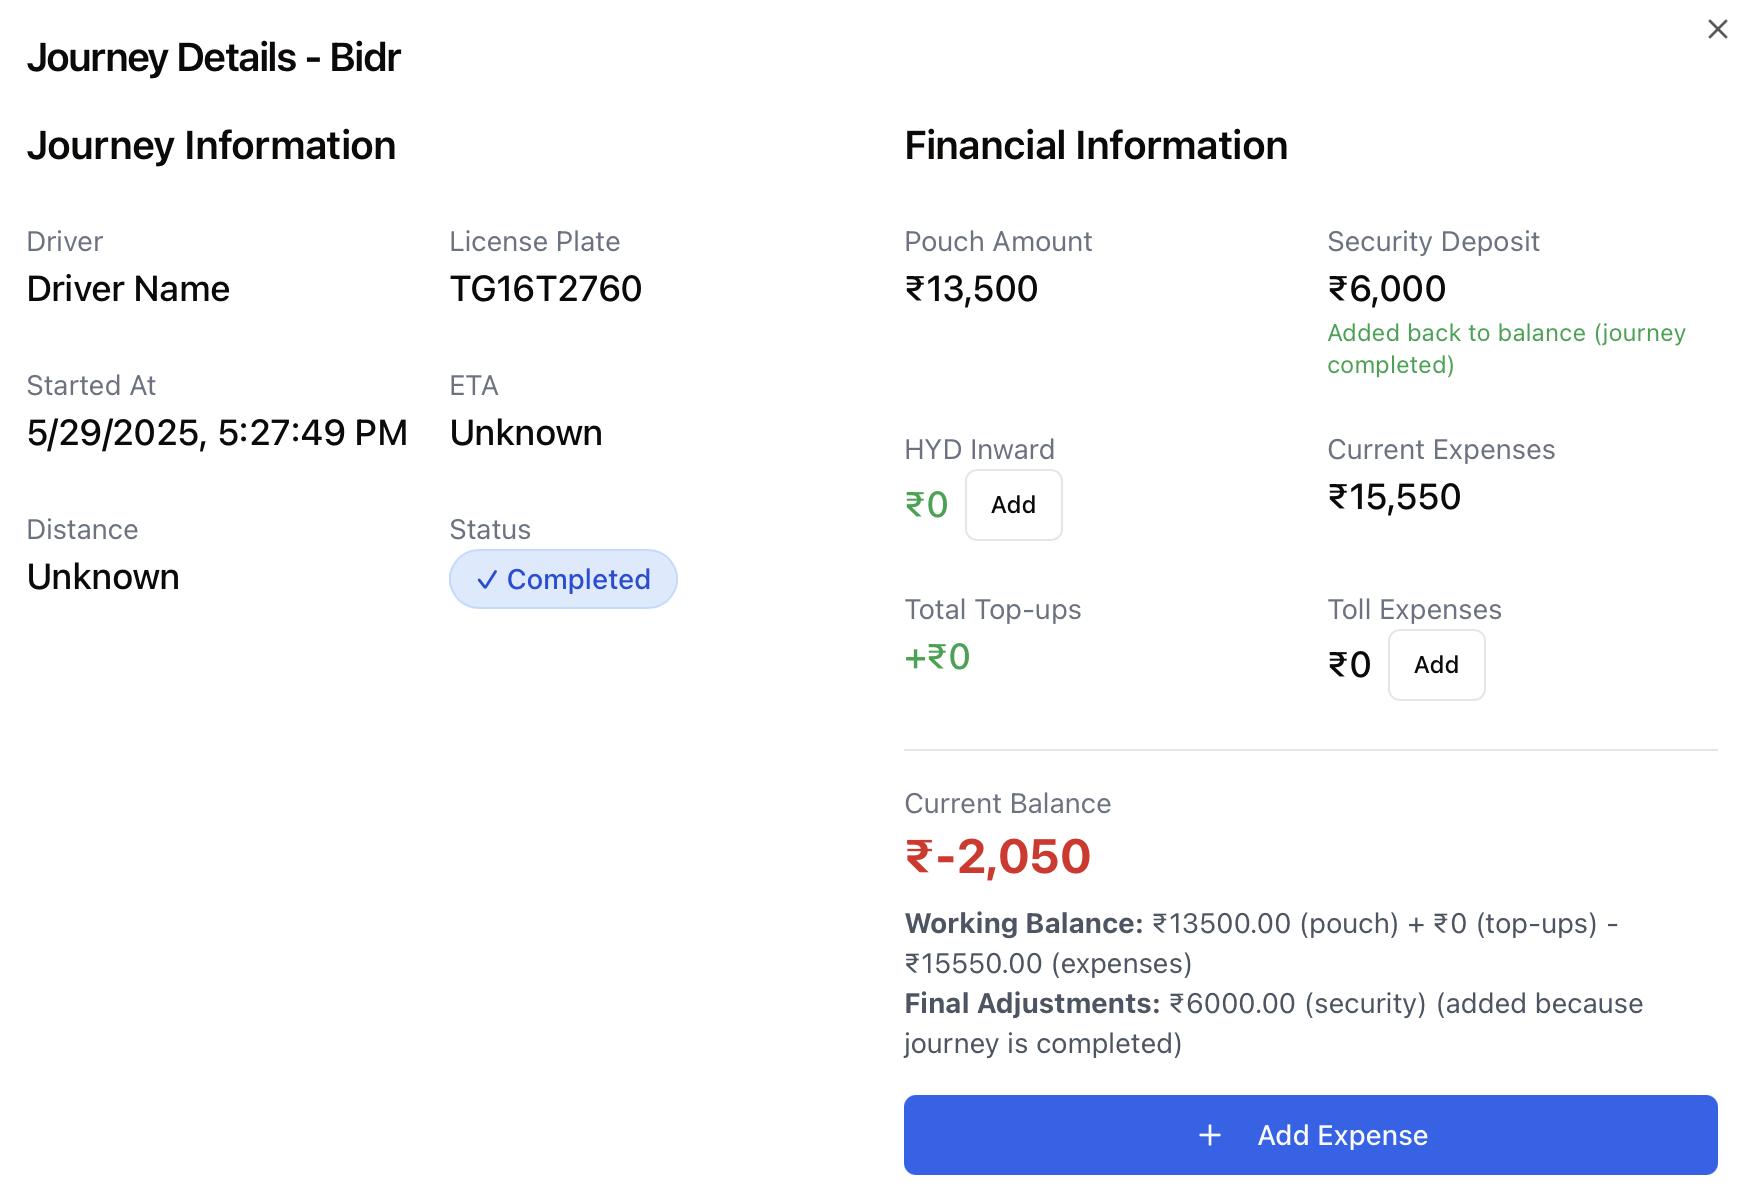 Journey Details - Bidr
Journey Information
Driver
Driver Name
License Plate
TG16T2760
Started At
5/29/2025, 5:27:49 PM
ETA
Unknown
Distance
Unknown
Status
✓ Completed
Financial Information
Pouch Amount
₹13,500
Security Deposit
₹6,000
Added back to balance (journey
completed)
HYD Inward
₹0 Add
Current Expenses
₹15,550
Total Top-ups
+₹0
Toll Expenses
₹0 Add
Current Balance
₹-2,050
Working Balance: ₹13500.00 (pouch) + ₹0 (top-ups) -
₹15550.00 (expenses)
Final Adjustments: ₹6000.00 (security) (added because
journey is completed)
+ Add Expense